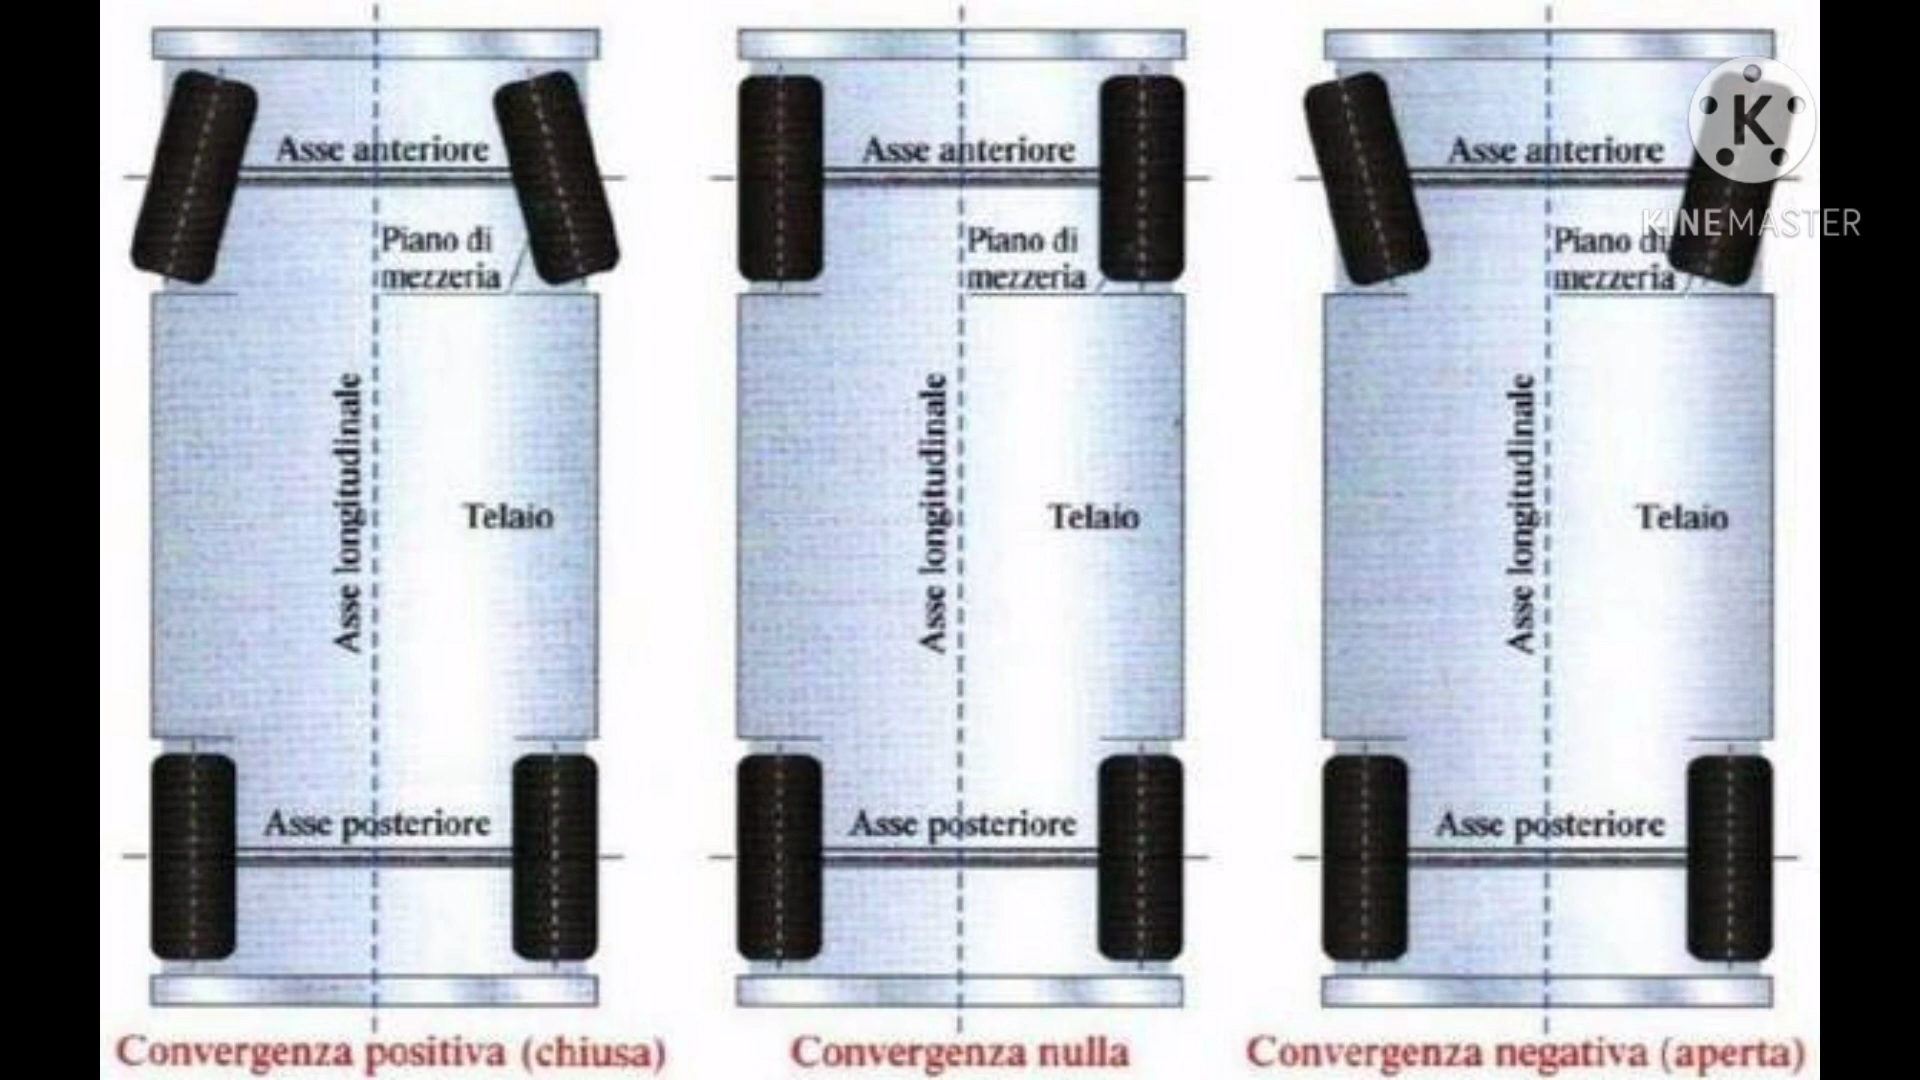 Asse anteriore
Piano di
mezzeria
Asse longitudinale
Telaio
Asse posteriore
Convergenza positiva (chiusa)
Asse anteriore
Piano di
mezzeria
Asse longitudinale
Telaio
Asse posteriore
Convergenza nulla
Asse anteriore
Piano di
mezzeria
Asse longitudinale
Telaio
Asse posteriore
Convergenza negativa (aperta)
K
KINEMASTER